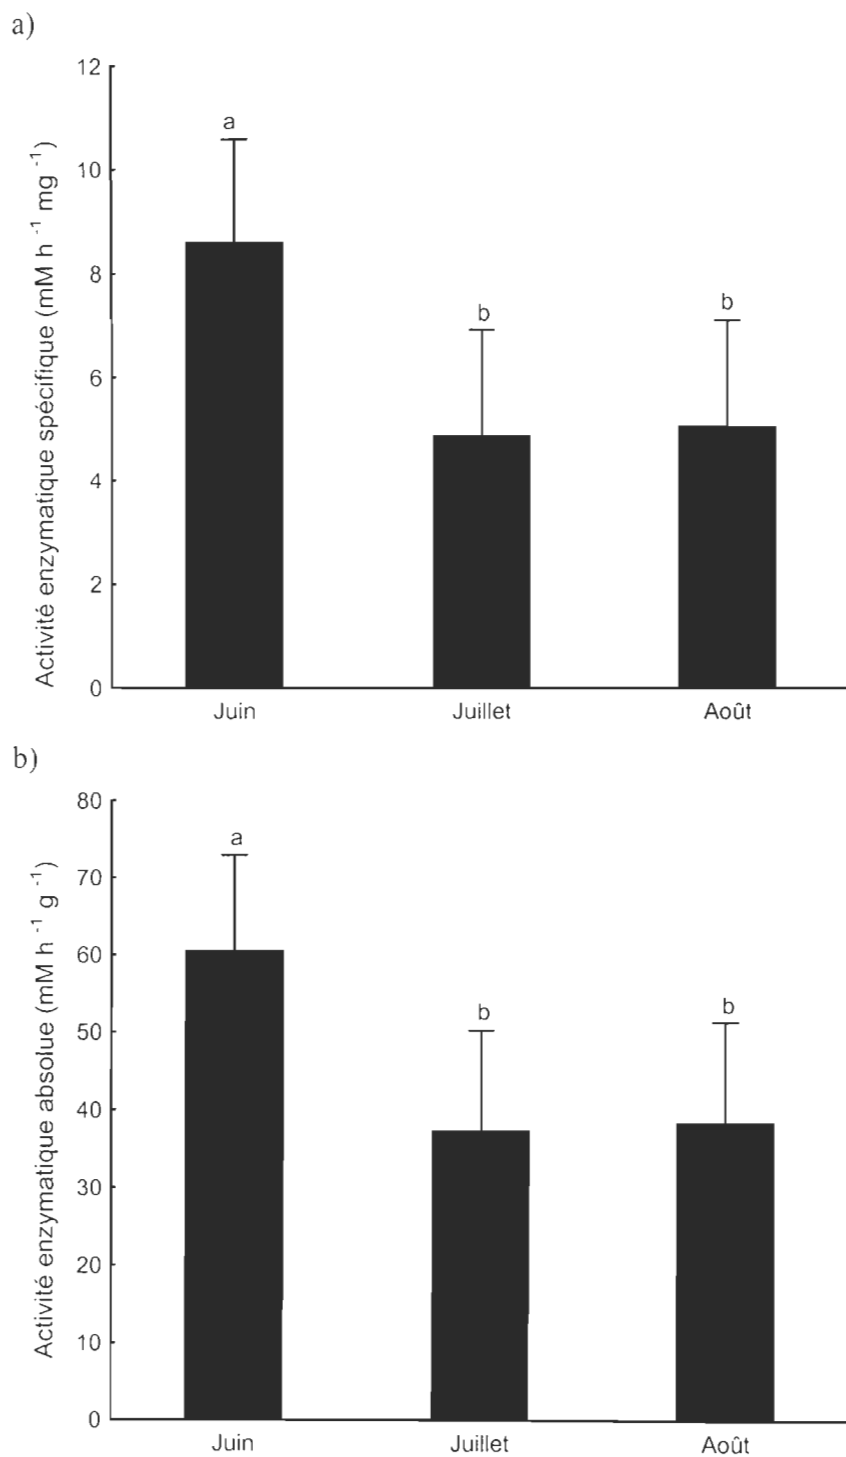 a)
Activité enzymatique spécifique (mM h -1 mg -1)
12
10
8
6
4
2
0
a
b
b
Juin
Juillet
Août
b)
Activité enzymatique absolue (mM h -1 g -1)
80
70
60
50
40
30
20
10
0
a
b
b
Juin
Juillet
Août